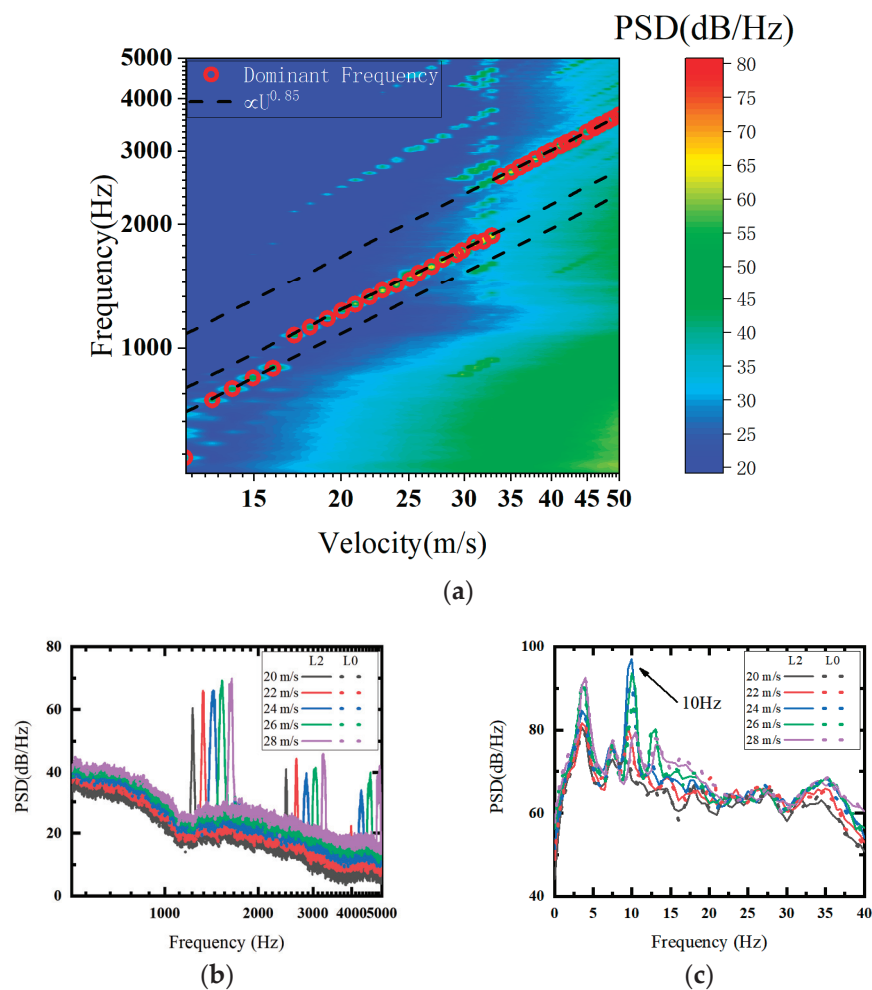 PSD(dB/Hz)
Dominant Frequency
∝U^0.85
5000
4000
3000
2000
1000
Frequency(Hz)
15 20 25 30 35 40 45 50
Velocity(m/s)
80
75
70
65
60
55
50
45
40
35
30
25
20
(a)
80
60
40
20
0
PSD(dB/Hz)
L2 L0
20 m/s
22 m/s
24 m/s
26 m/s
28 m/s
1000 2000 3000 4000 5000
Frequency (Hz)
(b)
100
80
60
40
PSD(dB/Hz)
10Hz
L2 L0
20 m/s
22 m/s
24 m/s
26 m/s
28 m/s
0 5 10 15 20 25 30 35 40
Frequency (Hz)
(c)